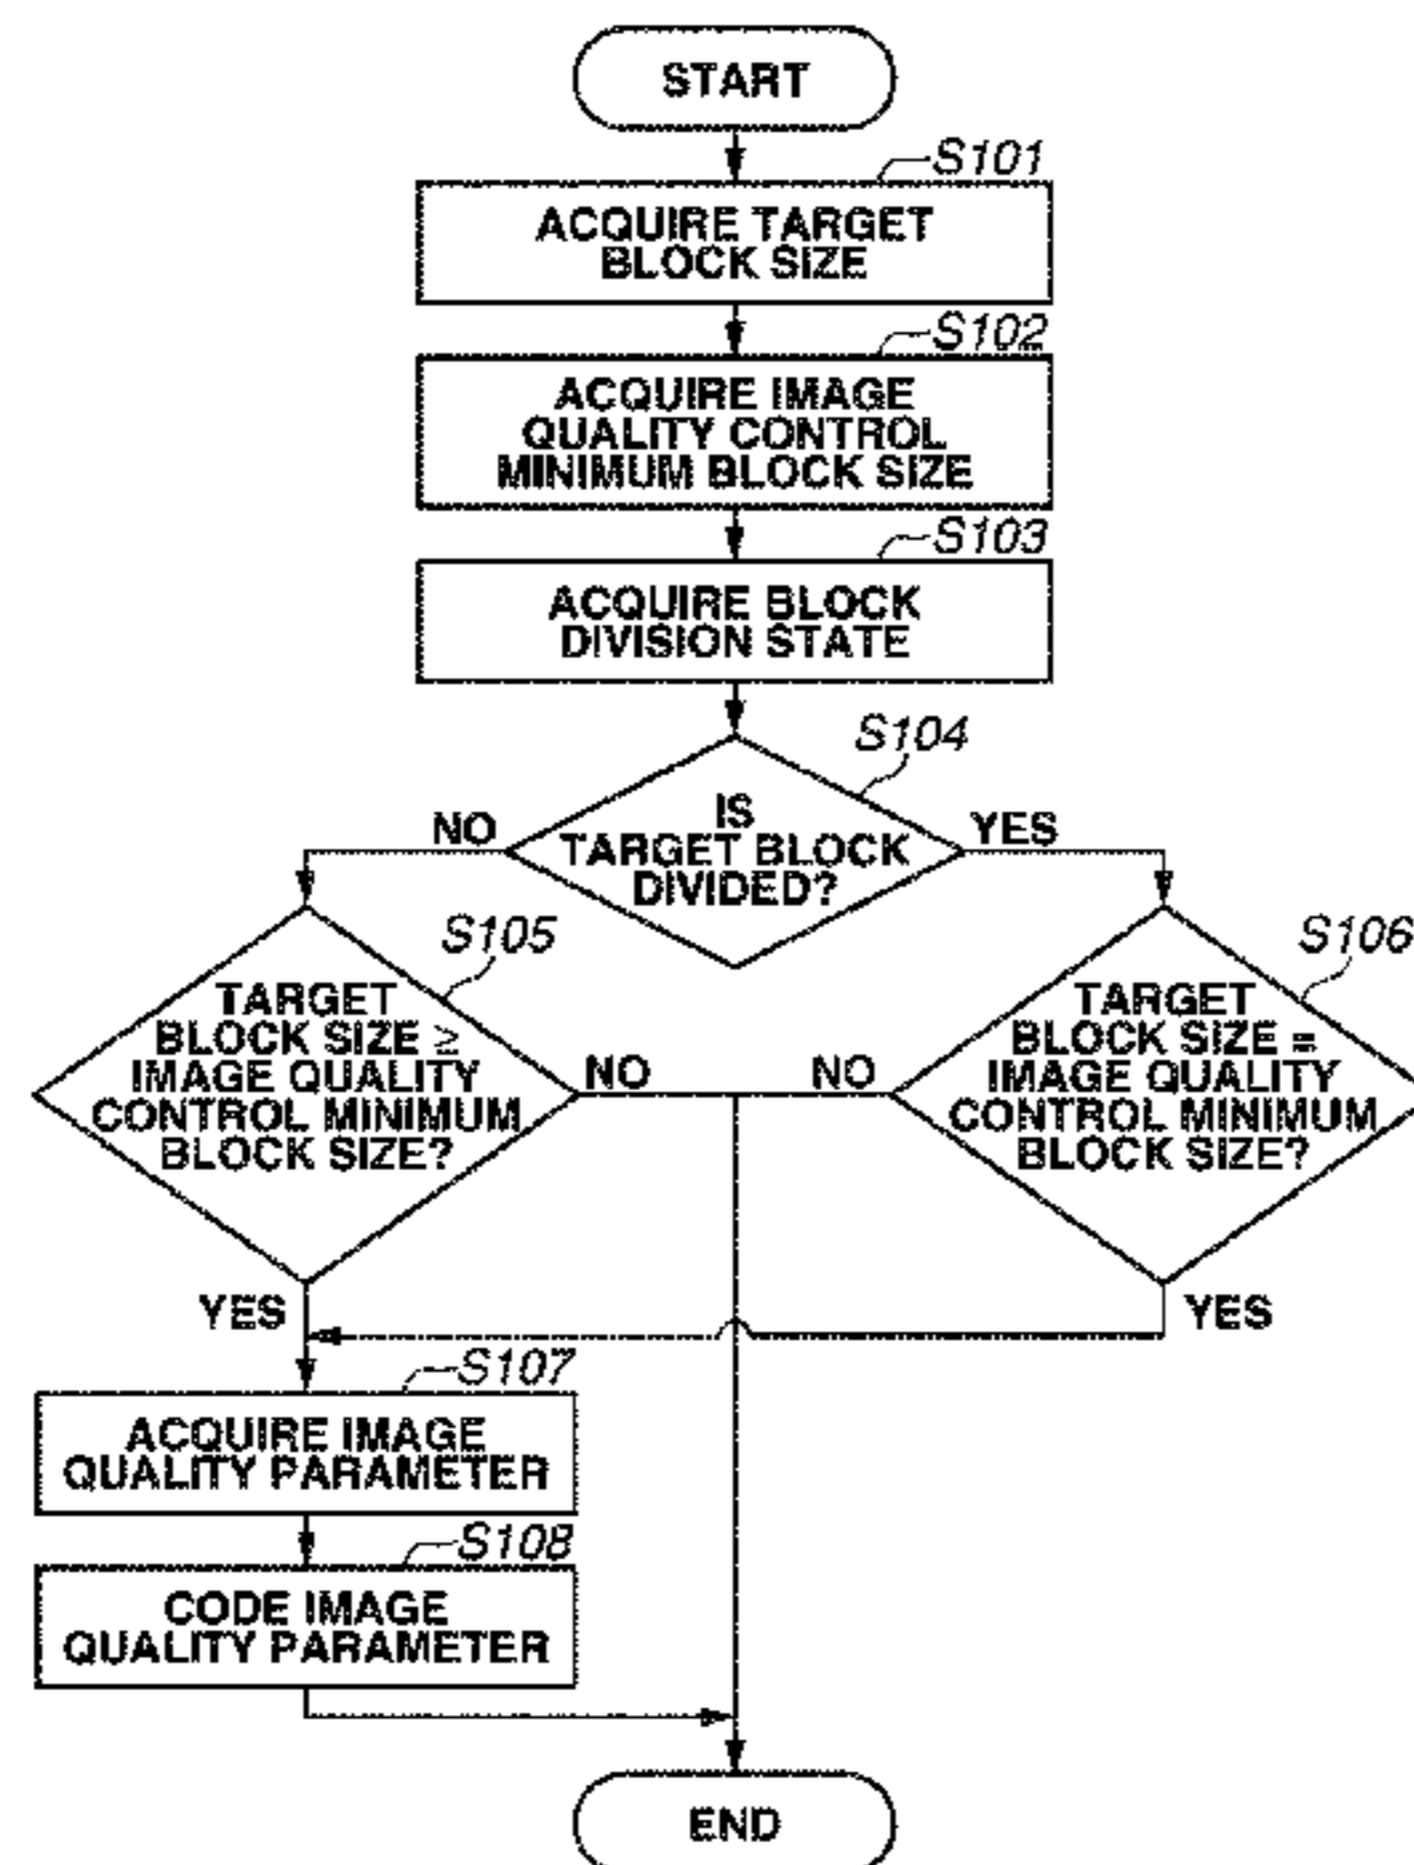 START
S101
ACQUIRE TARGET
BLOCK SIZE
S102
ACQUIRE IMAGE
QUALITY CONTROL
MINIMUM BLOCK SIZE
S103
ACQUIRE BLOCK
DIVISION STATE
S104
IS
TARGET BLOCK
DIVIDED?
NO
YES
S105
TARGET
BLOCK SIZE ≥
IMAGE QUALITY
CONTROL MINIMUM
BLOCK SIZE?
NO
YES
S106
TARGET
BLOCK SIZE =
IMAGE QUALITY
CONTROL MINIMUM
BLOCK SIZE?
NO
YES
S107
ACQUIRE IMAGE
QUALITY PARAMETER
S108
CODE IMAGE
QUALITY PARAMETER
END